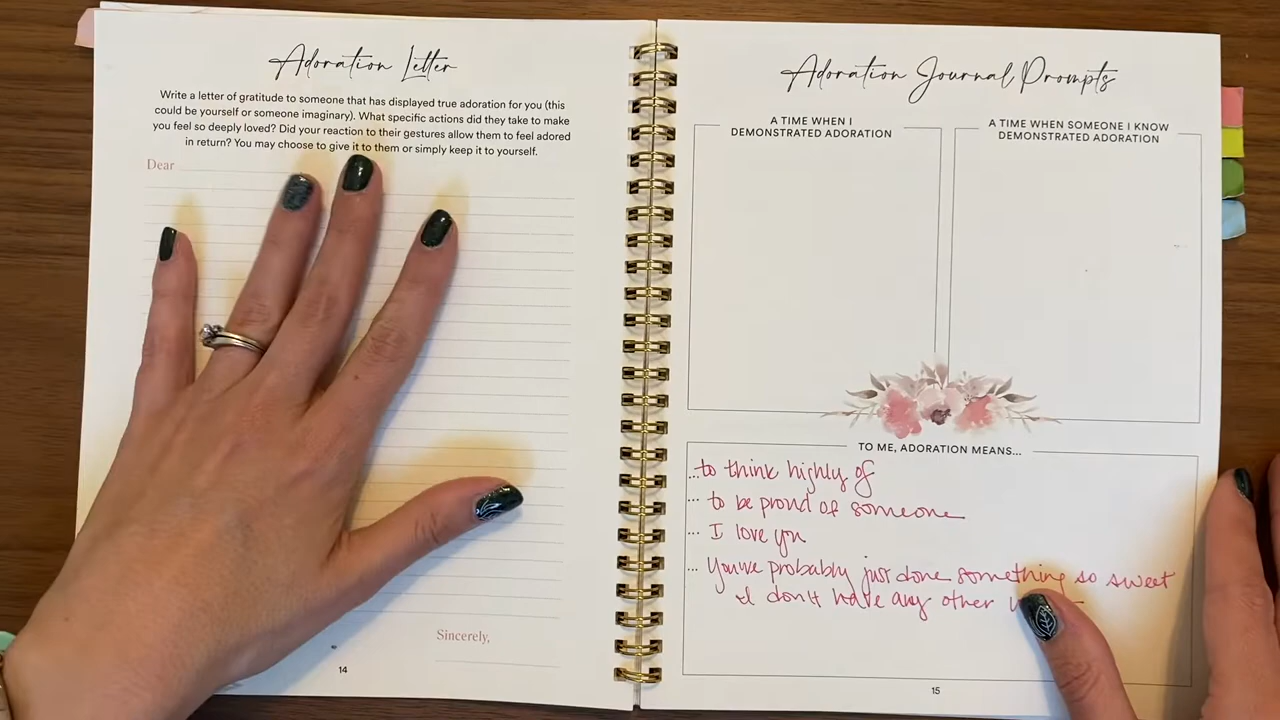 Adoration Letter
Write a letter of gratitude to someone that has displayed true adoration for you (this
could be yourself or someone imaginary). What specific actions did they take to make
you feel so deeply loved? Did your reaction to their gestures allow them to feel adored
in return? You may choose to give it to them or simply keep it to yourself.
Dear
Sincerely,
14
Adoration Journal Prompts
A TIME WHEN I
DEMONSTRATED ADORATION
A TIME WHEN SOMEONE I KNOW
DEMONSTRATED ADORATION
TO ME, ADORATION MEANS...
...to think highly of
... to be proud of someone
... I love you
... You've probably just done something so sweet
I don't have any other
15